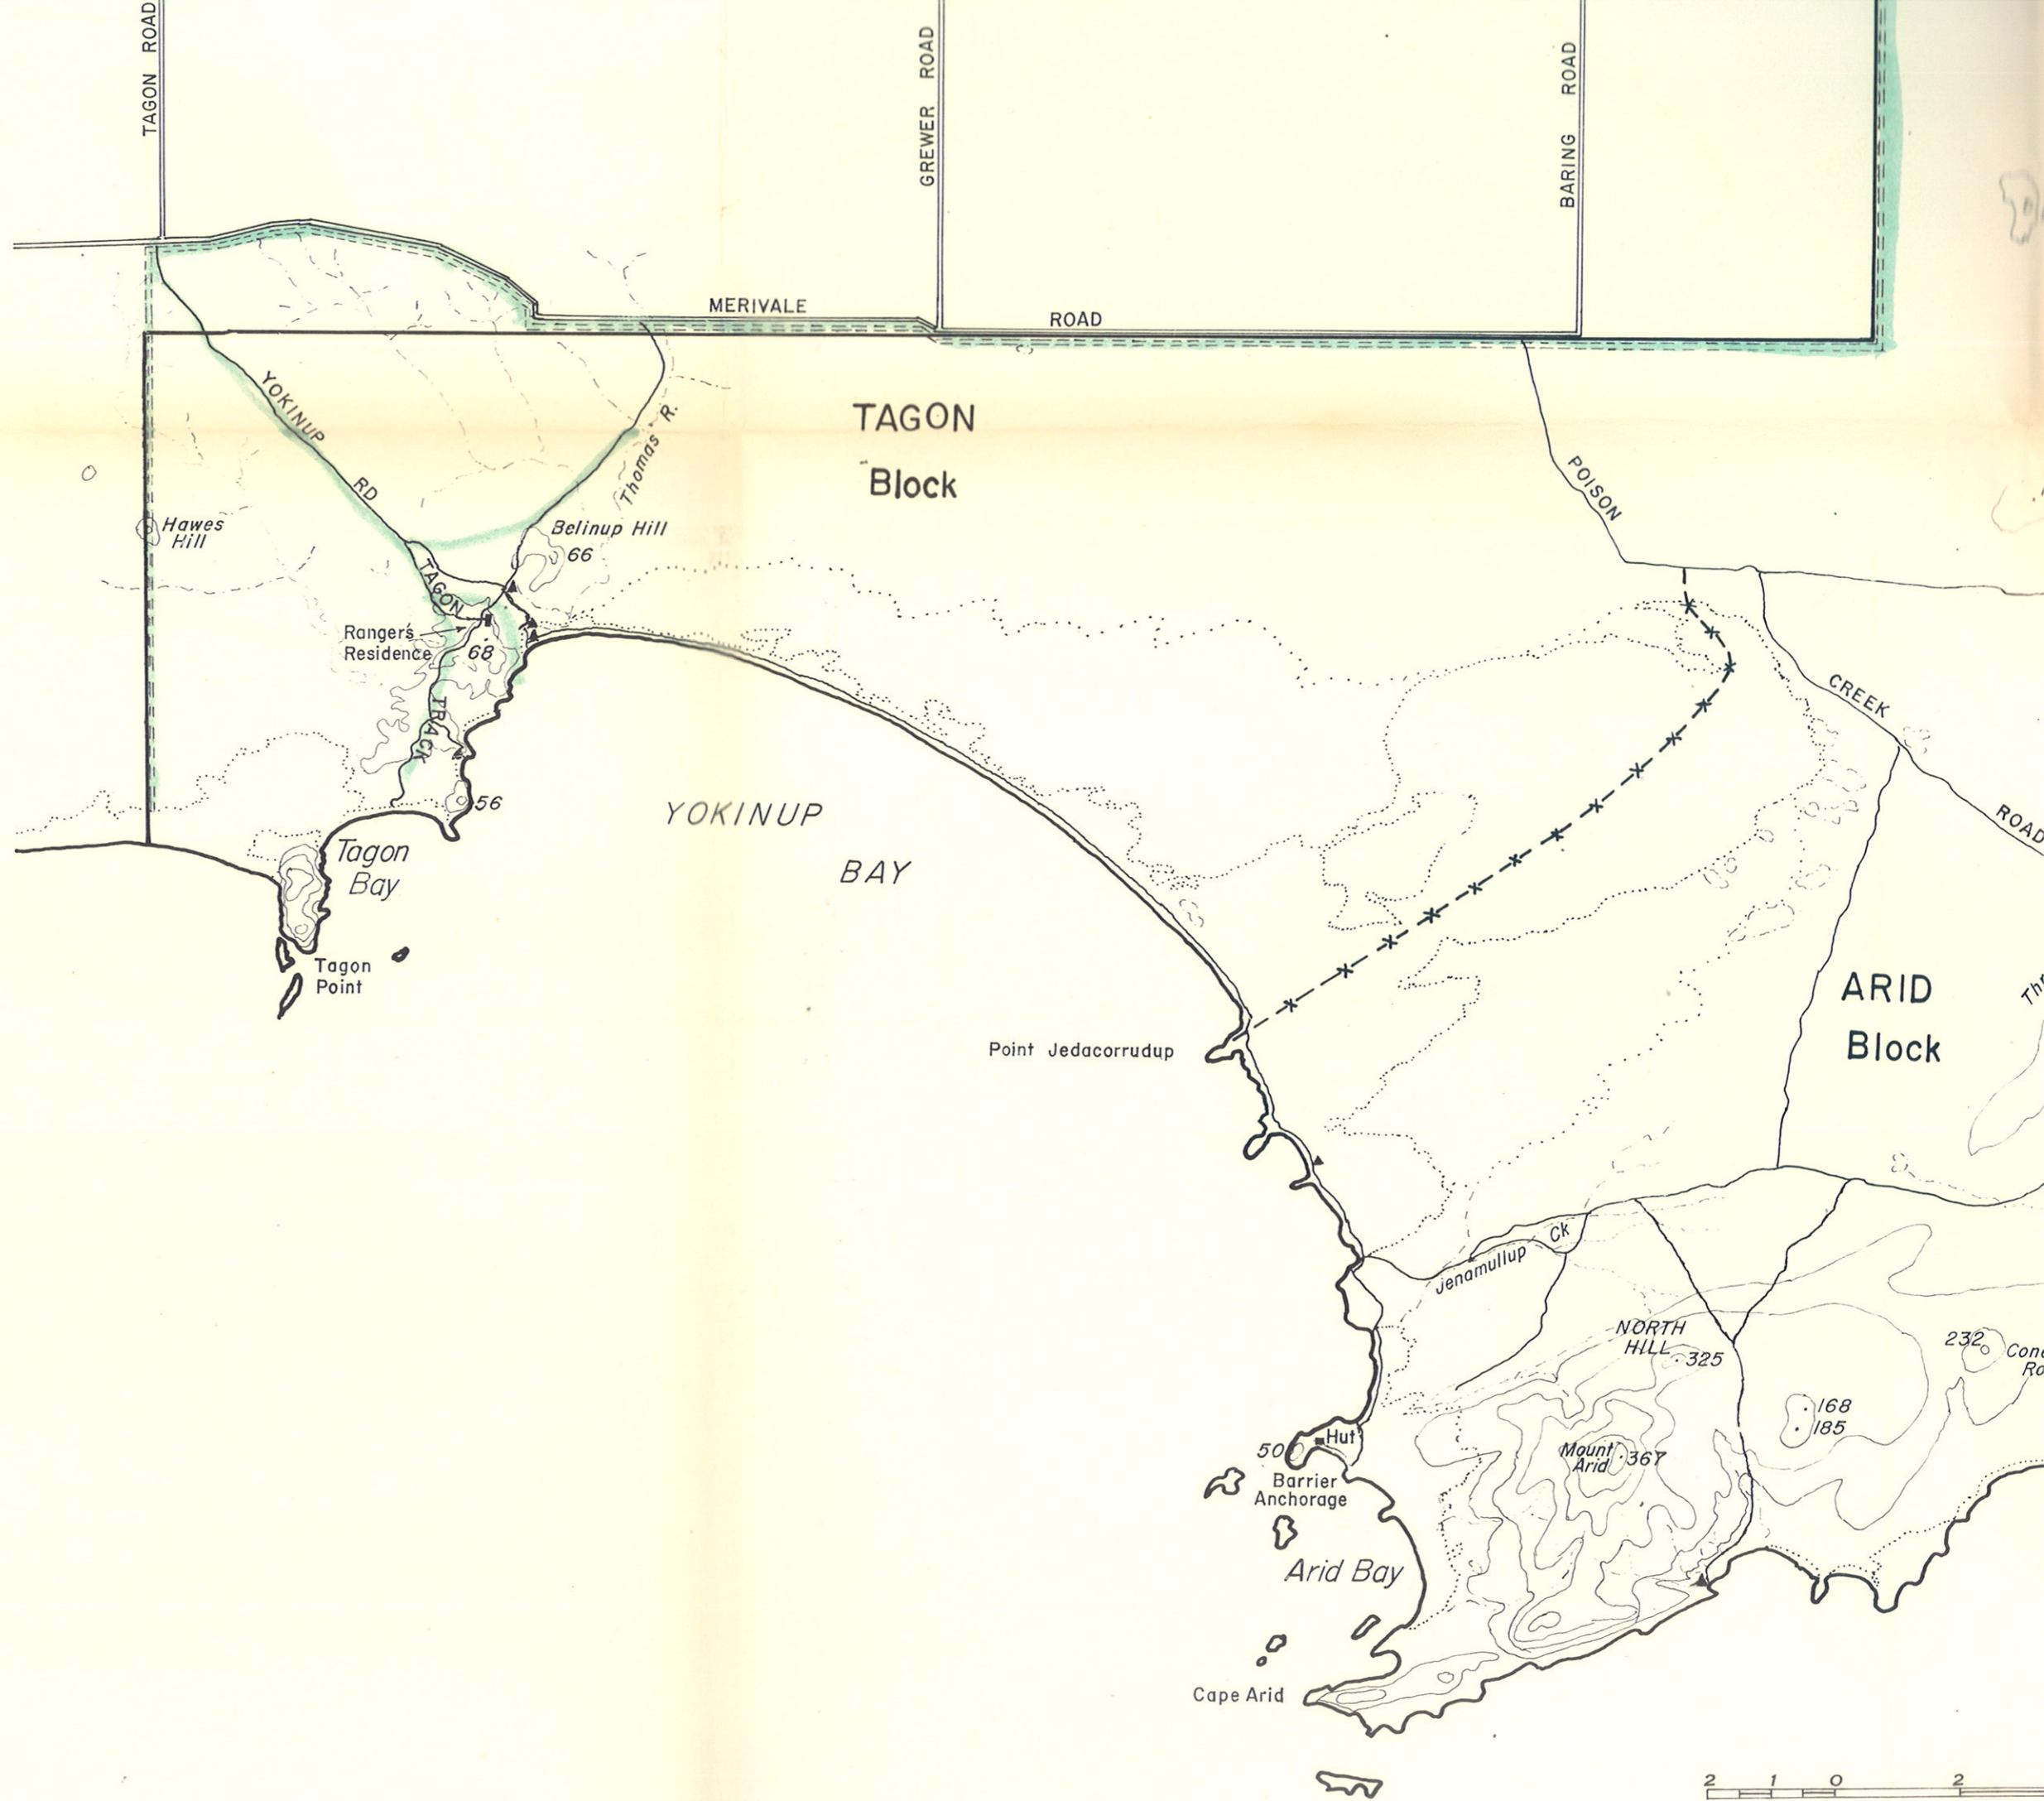 TAGON ROAD
GREWER ROAD
BARING ROAD
MERIVALE
ROAD
YOKINUP
RD
Thomas R.
TAGON
Block
POISON
Hawes
Hill
Belinup Hill
66
TAGON
Ranger's
Residence
68
TRACK
CREEK
ROAD
56
YOKINUP
BAY
Tagon
Bay
Tagon
Point
ARID
Block
Point Jedacorrudup
Jenamullup Ck
NORTH
HILL
325
232
168
185
50
Hut
Mount
Arid
367
Barrier
Anchorage
Arid Bay
Cape Arid
2 1 0 2